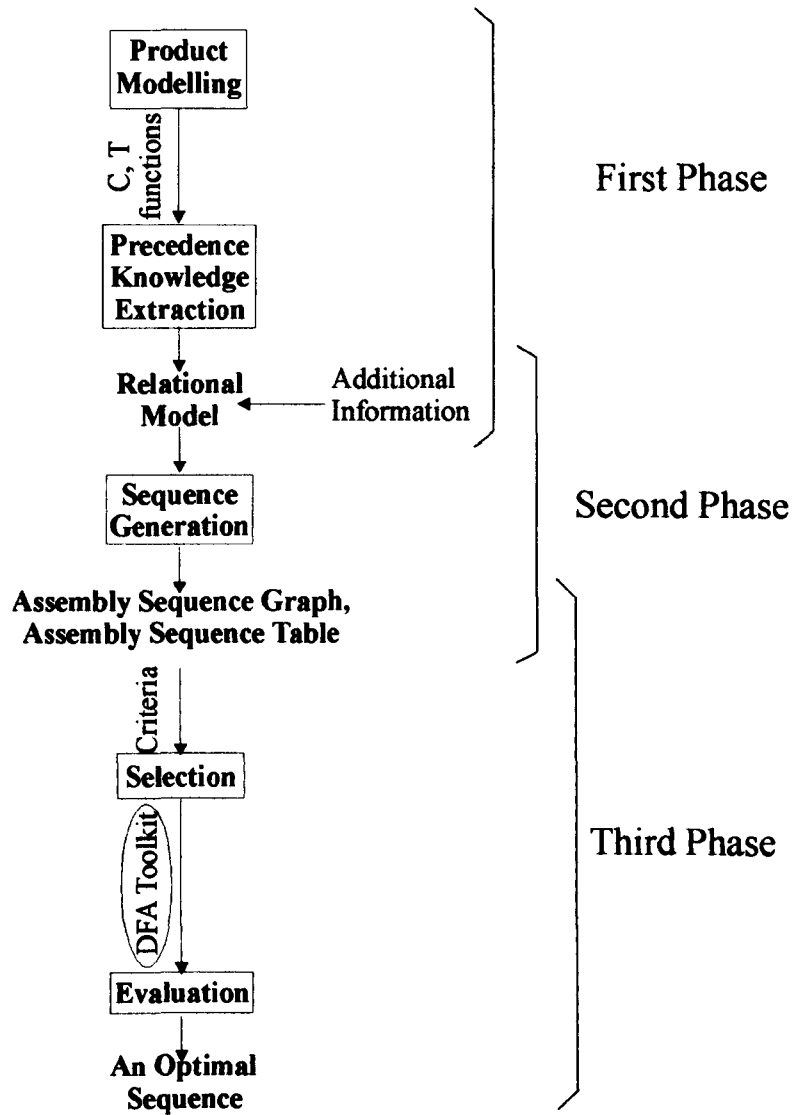 Product
Modelling
C, T
functions
First Phase
Precedence
Knowledge
Extraction
Relational
Model
Additional
Information
Sequence
Generation
Second Phase
Assembly Sequence Graph,
Assembly Sequence Table
Criteria
Selection
Third Phase
DFA Toolkit
Evaluation
An Optimal
Sequence